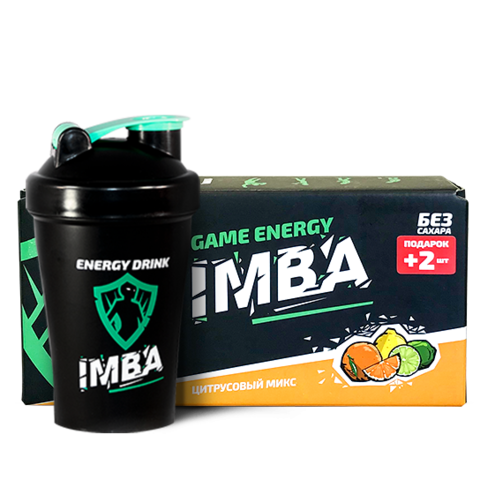 ENERGY DRINK
IMBA
GAME ENERGY
IMBA
БЕЗ
САХАРА
ПОДАРОК
+2 шт
ЦИТРУСОВЫЙ МИКС